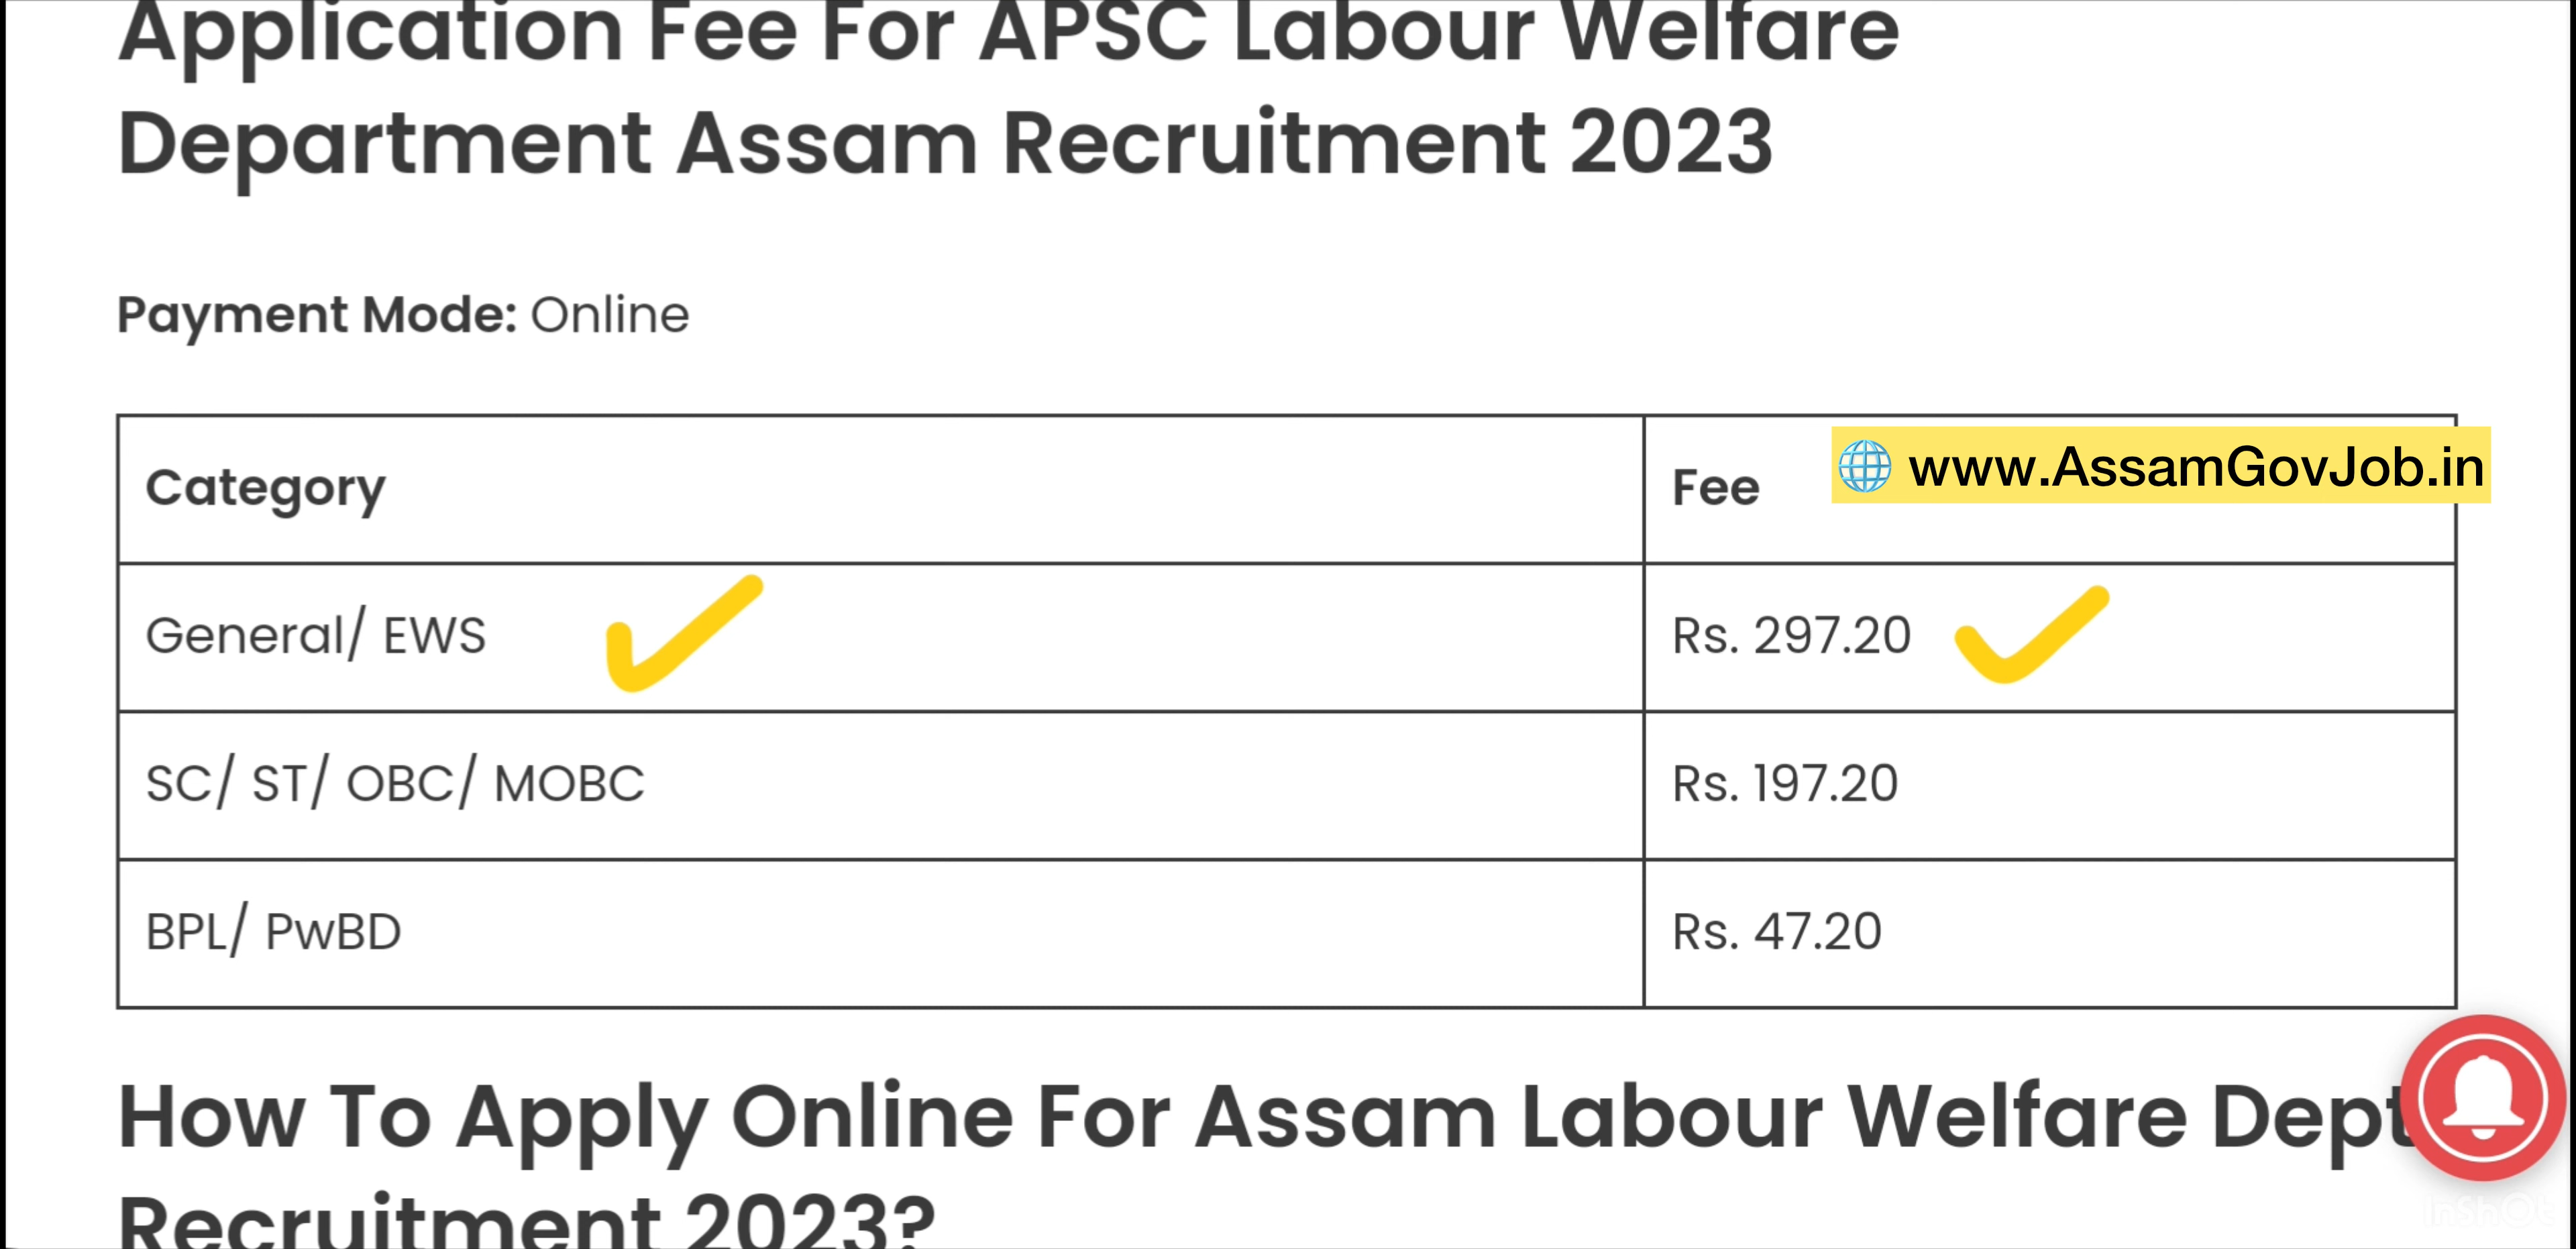 Application Fee For APSC Labour Welfare
Department Assam Recruitment 2023
Payment Mode: Online
Category
Fee
www.AssamGovJob.in
General/ EWS
Rs. 297.20
SC/ ST/ OBC/ MOBC
Rs. 197.20
BPL/ PwBD
Rs. 47.20
How To Apply Online For Assam Labour Welfare Dept
Recruitment 2023?
InShOt